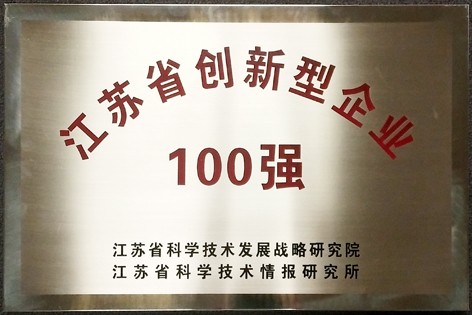 江苏省创新型企业
100强
江苏省科学技术发展战略研究院
江苏省科学技术情报研究所